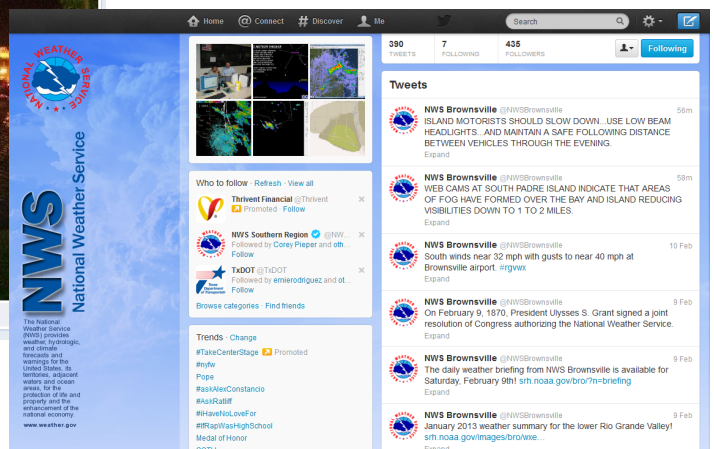 Home @ Connect # Discover Me Search
NATIONAL WEATHER SERVICE
NWS
National Weather Service
The National
Weather Service
(NWS) provides
weather, hydrologic,
and climate
forecasts and
warnings for the
United States, its
territories, adjacent
waters and ocean
areas, for the
protection of life and
property and the
enhancement of the
national economy.
www.weather.gov
Who to follow · Refresh · View all
Thrivent Financial @Thrivent
Promoted · Follow
NWS Southern Region @NW...
Followed by Corey Pieper and oth...
Follow
TxDOT @TxDOT
Followed by ernierodriguez and ot...
Follow
Browse categories · Find friends
Trends · Change
#TakeCenterStage Promoted
#nyfw
Pope
#askAlexConstancio
#AskRatliff
#iHaveNoLoveFor
#IfRapWasHighSchool
Medal of Honor
390 7 435
TWEETS FOLLOWING FOLLOWERS
Following
Tweets
NWS Brownsville @NWSBrownsville 56m
ISLAND MOTORISTS SHOULD SLOW DOWN...USE LOW BEAM
HEADLIGHTS...AND MAINTAIN A SAFE FOLLOWING DISTANCE
BETWEEN VEHICLES THROUGH THE EVENING.
Expand
NWS Brownsville @NWSBrownsville 58m
WEB CAMS AT SOUTH PADRE ISLAND INDICATE THAT AREAS
OF FOG HAVE FORMED OVER THE BAY AND ISLAND REDUCING
VISIBILITIES DOWN TO 1 TO 2 MILES.
Expand
NWS Brownsville @NWSBrownsville 10 Feb
South winds near 32 mph with gusts to near 40 mph at
Brownsville airport. #rgvwx
Expand
NWS Brownsville @NWSBrownsville 9 Feb
On February 9, 1870, President Ulysses S. Grant signed a joint
resolution of Congress authorizing the National Weather Service.
Expand
NWS Brownsville @NWSBrownsville 9 Feb
The daily weather briefing from NWS Brownsville is available for
Saturday, February 9th! srh.noaa.gov/bro/?n=briefing
Expand
NWS Brownsville @NWSBrownsville 9 Feb
January 2013 weather summary for the lower Rio Grande Valley!
srh.noaa.gov/images/bro/wxe...
Expand